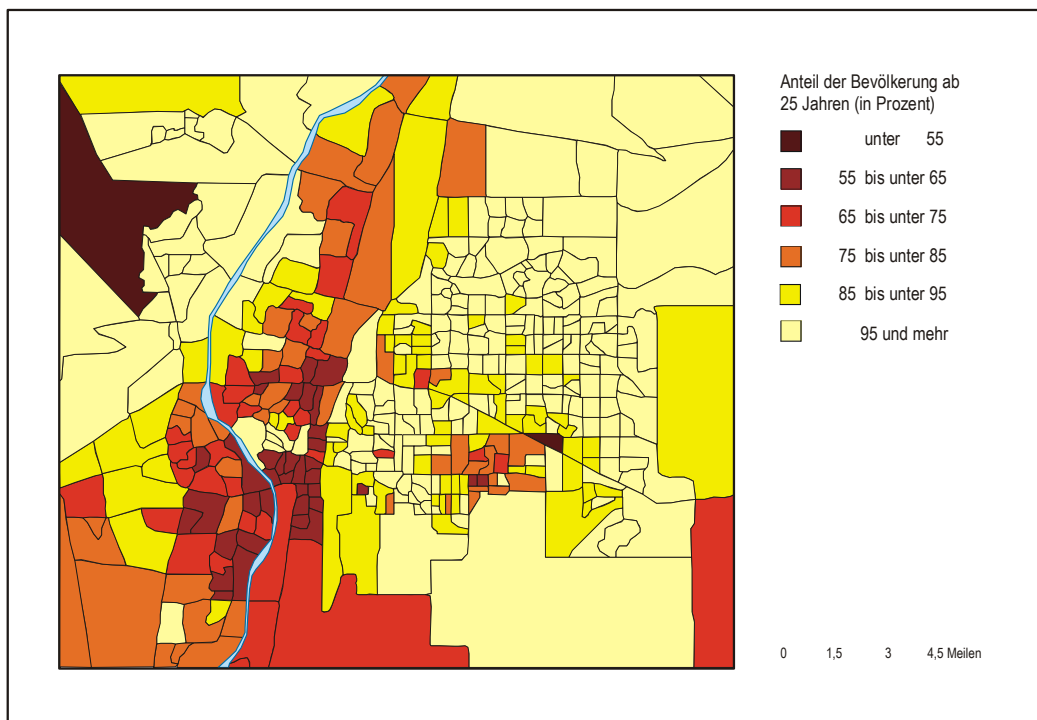 Anteil der Bevölkerung ab
25 Jahren (in Prozent)
unter 55
55 bis unter 65
65 bis unter 75
75 bis unter 85
85 bis unter 95
95 und mehr
0 1,5 3 4,5 Meilen